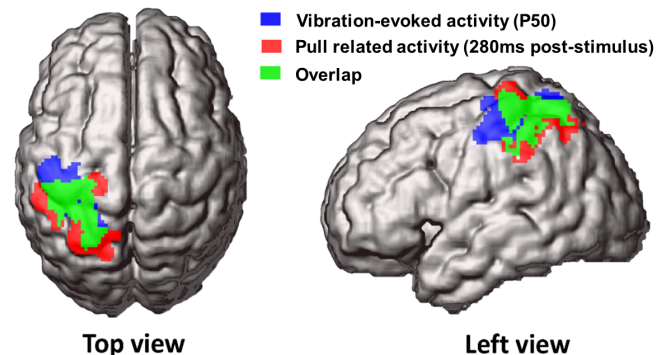 Vibration-evoked activity (P50)
Pull related activity (280ms post-stimulus)
Overlap
Top view
Left view